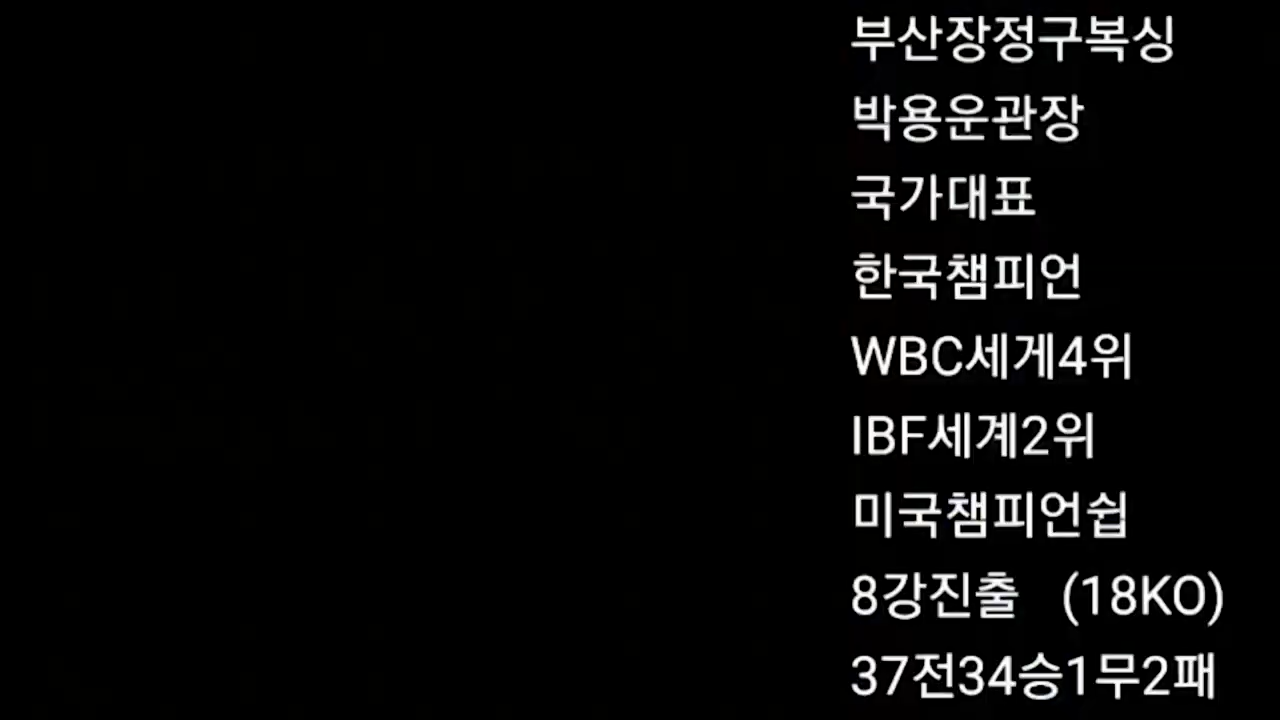 부산장정구복싱
박용운관장
국가대표
한국챔피언
WBC세게4위
IBF세계2위
미국챔피언쉽
8강진출 (18KO)
37전34승1무2패